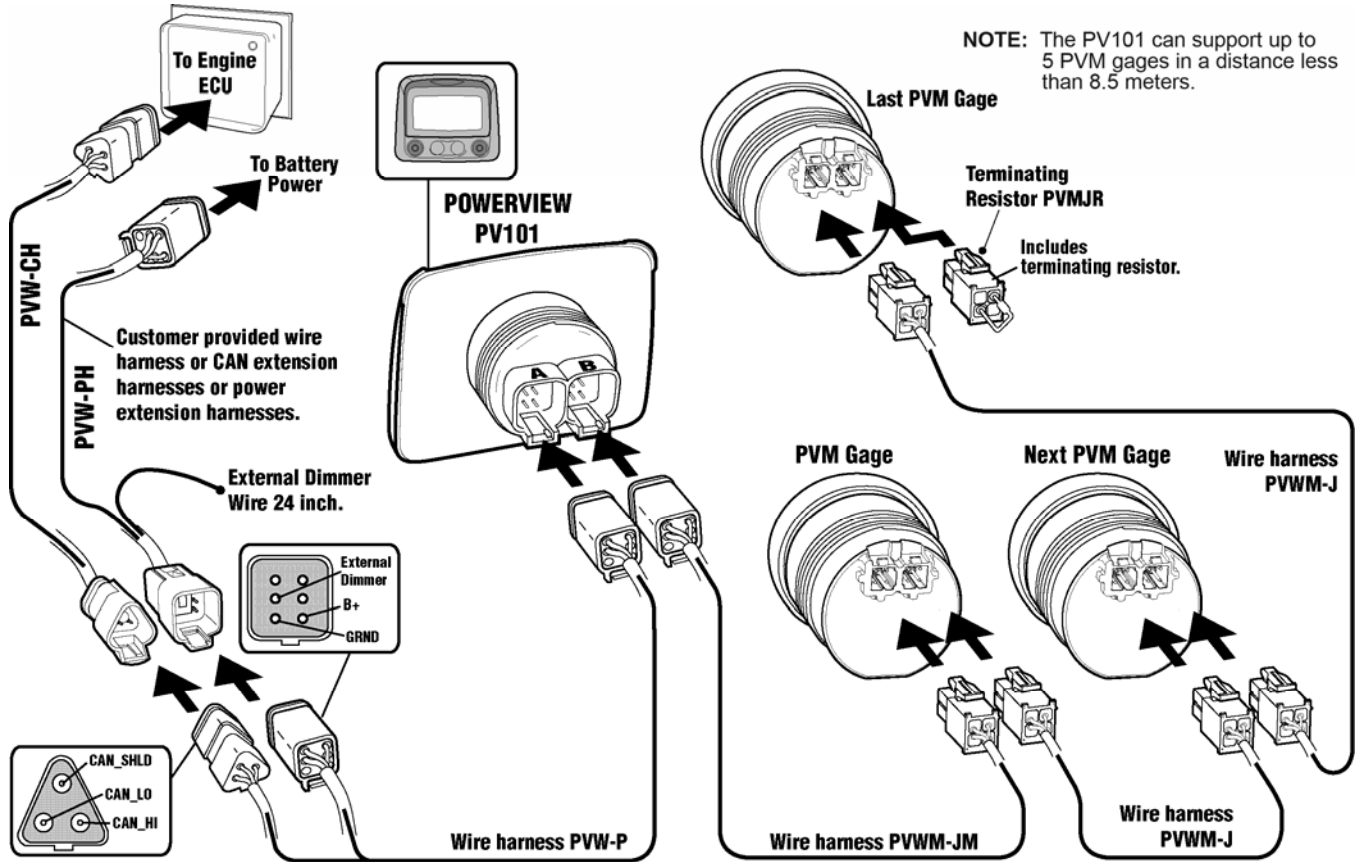 To Engine
ECU
To Battery
Power
PVW-CH
PVW-PH
Customer provided wire
harness or CAN extension
harnesses or power
extension harnesses.
External Dimmer
Wire 24 inch.
External
Dimmer
B+
GRND
CAN_SHLD
CAN_LO
CAN_HI
POWERVIEW
PV101
A
B
Wire harness PVW-P
NOTE: The PV101 can support up to
5 PVM gages in a distance less
than 8.5 meters.
Last PVM Gage
Terminating
Resistor PVMJR
Includes
terminating resistor.
PVM Gage
Next PVM Gage
Wire harness
PVWM-J
Wire harness PVWM-JM
Wire harness
PVWM-J